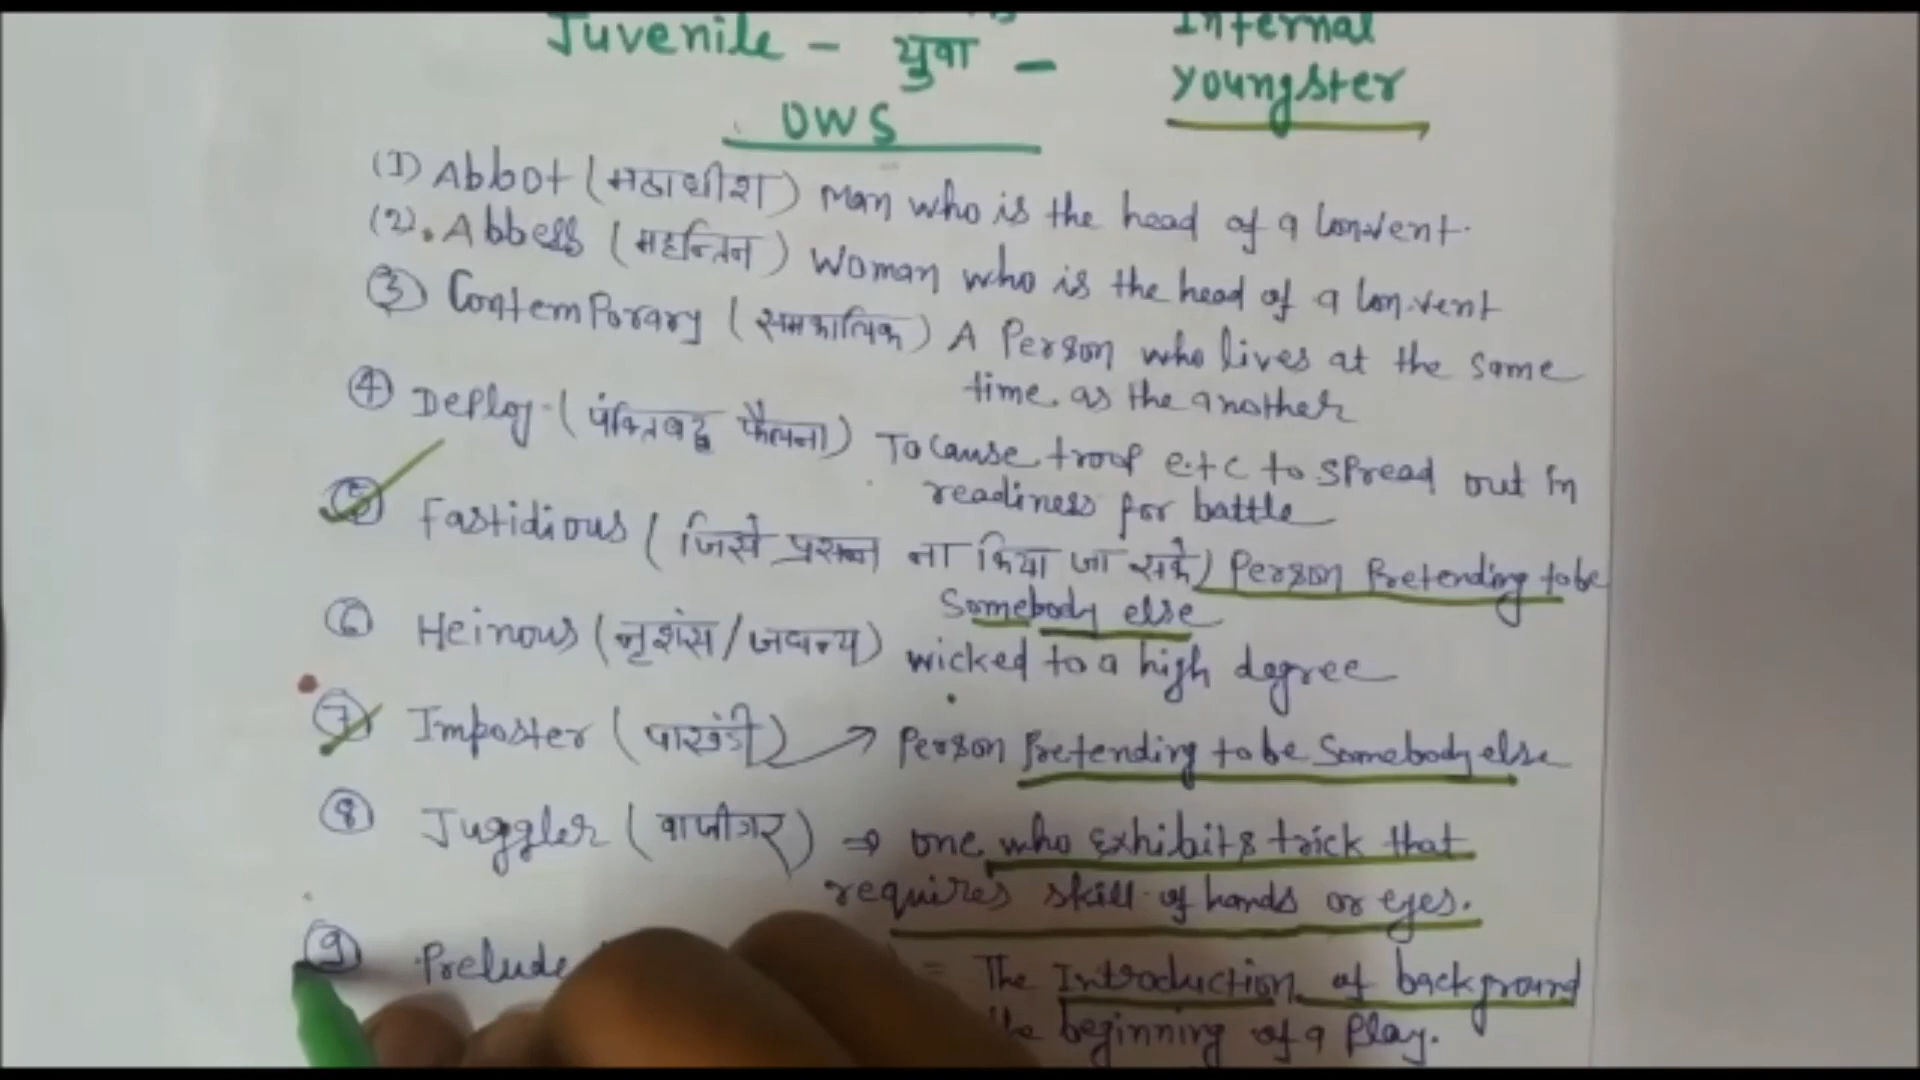 Juvenile - युवा - Internal
youngster
OWS
(1) Abbot (मठाधीश) Man who is the head of a convent.
(2). Abbess (महन्तिन) Woman who is the head of a convent
(3) Contemporary (समकालिक) A Person who lives at the same
time as the another
(4) Deploy - (पंक्तिबद्ध फैलना) To cause troop etc to spread out in
readiness for battle
(5) Fastidious (जिसे प्रसन्न ना किया जा सके) Person Pretending to be
Somebody else
(6) Heinous (नृशंस/जघन्य) wicked to a high degree
(7) Imposter (पाखंडी) → Person Pretending to be Somebody else
(8) Juggler (बाजीगर) ⇒ one who exhibits trick that
requires skill of hands or eyes.
(9) Prelude = The Introduction of background
beginning of a Play.